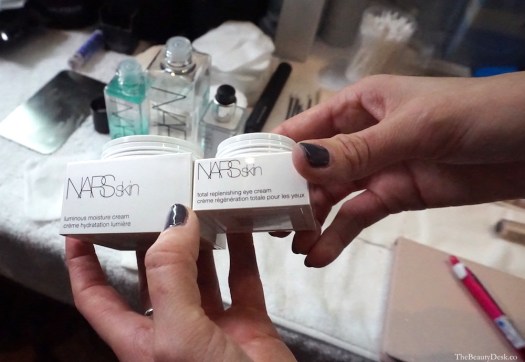 NARSskin
luminous moisture cream
crème hydratation lumière
NARSskin
total replenishing eye cream
crème régénération totale pour les yeux
TheBeautyDesk.co